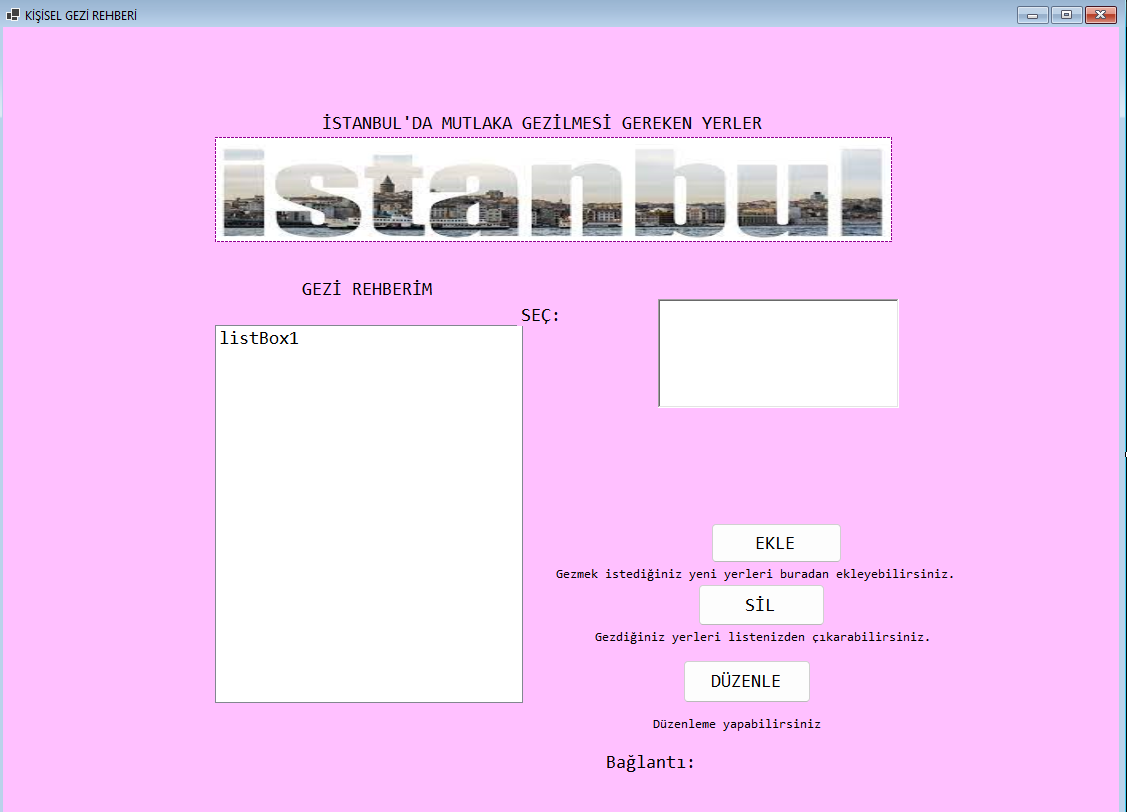 KİŞİSEL GEZİ REHBERİ
İSTANBUL'DA MUTLAKA GEZİLMESİ GEREKEN YERLER
istanbul
GEZİ REHBERİM
SEÇ:
listBox1
EKLE
Gezmek istediğiniz yeni yerleri buradan ekleyebilirsiniz.
SİL
Gezdiğiniz yerleri listenizden çıkarabilirsiniz.
DÜZENLE
Düzenleme yapabilirsiniz
Bağlantı: